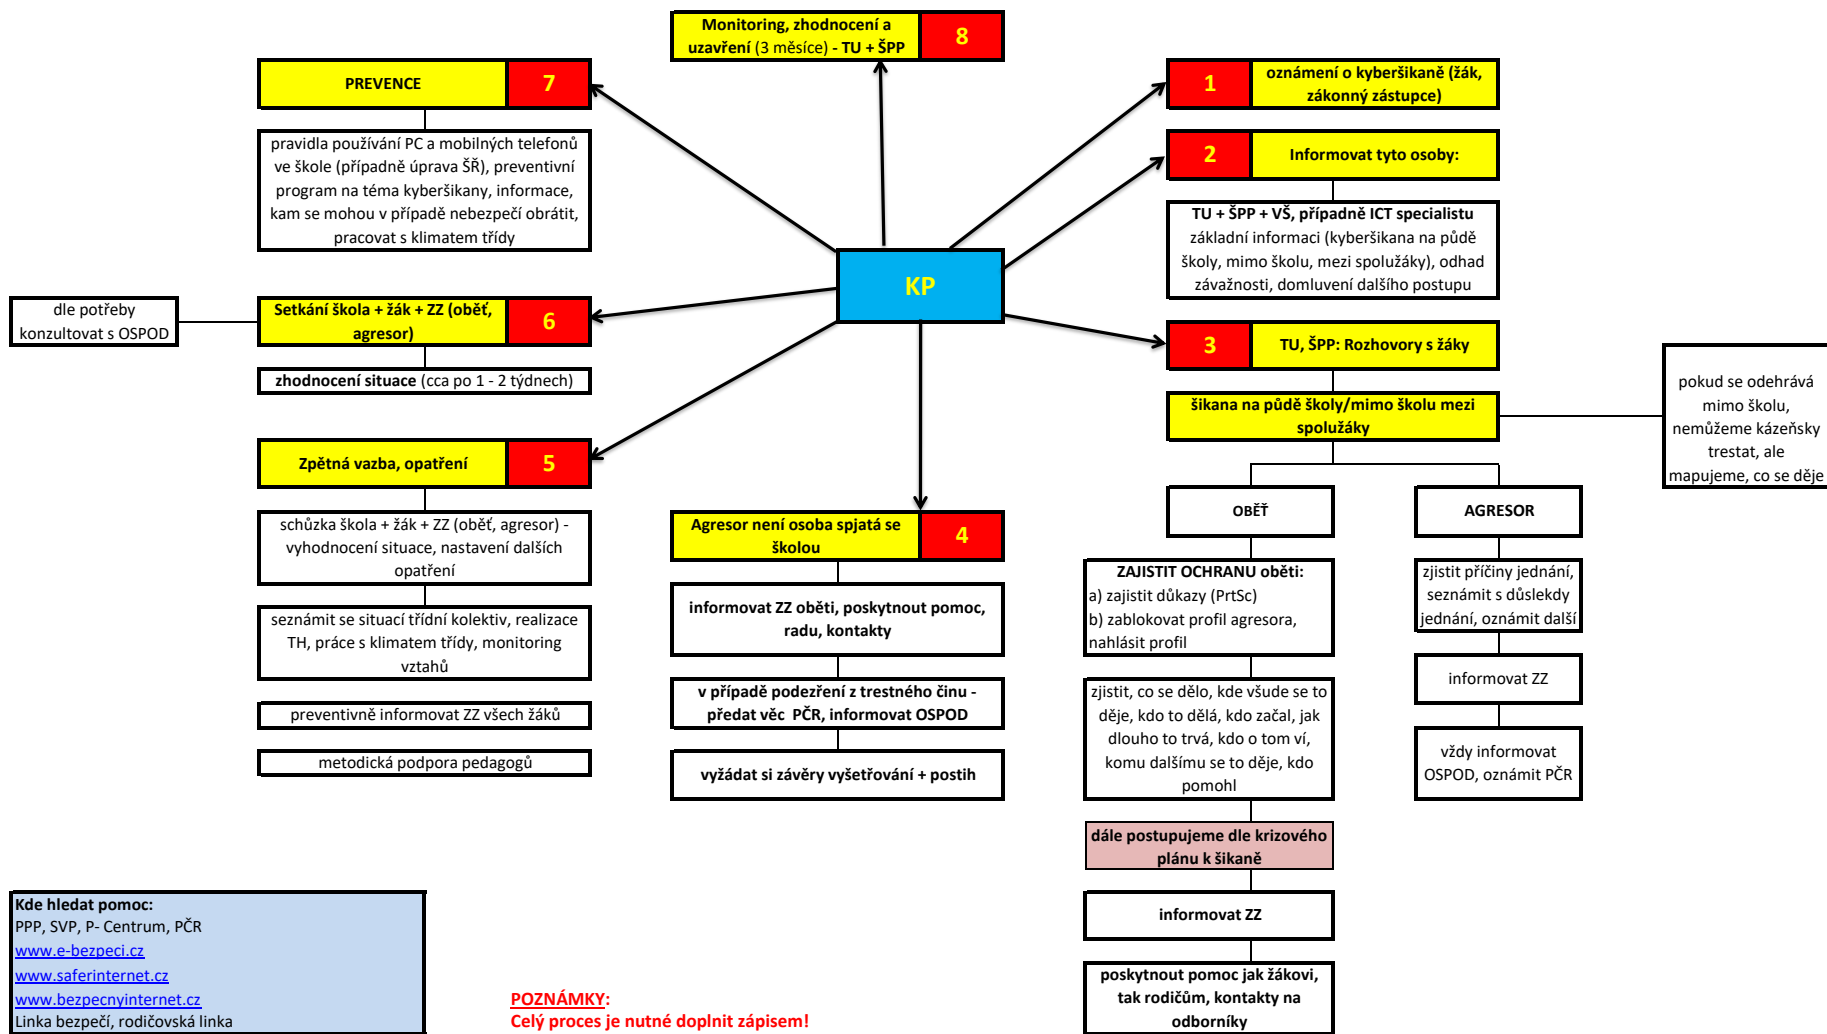 Monitoring, zhodnocení a
uzavření (3 měsíce) - TU + ŠPP
8
PREVENCE
7
pravidla používání PC a mobilných telefonů
ve škole (případně úprava ŠŘ), preventivní
program na téma kyberšikany, informace,
kam se mohou v případě nebezpečí obrátit,
pracovat s klimatem třídy
1
oznámení o kyberšikaně (žák,
zákonný zástupce)
2
Informovat tyto osoby:
TU + ŠPP + VŠ, případně ICT specialistu
základní informaci (kyberšikana na půdě
školy, mimo školu, mezi spolužáky), odhad
závažnosti, domluvení dalšího postupu
KP
dle potřeby
konzultovat s OSPOD
Setkání škola + žák + ZZ (oběť,
agresor)
6
zhodnocení situace (cca po 1 - 2 týdnech)
3
TU, ŠPP: Rozhovory s žáky
šikana na půdě školy/mimo školu mezi
spolužáky
pokud se odehrává
mimo školu,
nemůžeme kázeňsky
trestat, ale
mapujeme, co se děje
Zpětná vazba, opatření
5
schůzka škola + žák + ZZ (oběť, agresor) -
vyhodnocení situace, nastavení dalších
opatření
seznámit se situací třídní kolektiv, realizace
TH, práce s klimatem třídy, monitoring
vztahů
preventivně informovat ZZ všech žáků
metodická podpora pedagogů
Agresor není osoba spjatá se
školou
4
informovat ZZ oběti, poskytnout pomoc,
radu, kontakty
v případě podezření z trestného činu -
předat věc  PČR, informovat OSPOD
vyžádat si závěry vyšetřování + postih
OBĚŤ
ZAJISTIT OCHRANU oběti:
a) zajistit důkazy (PrtSc)
b) zablokovat profil agresora,
nahlásit profil
zjistit, co se dělo, kde všude se to
děje, kdo to dělá, kdo začal, jak
dlouho to trvá, kdo o tom ví,
komu dalšímu se to děje, kdo
pomohl
dále postupujeme dle krizového
plánu k šikaně
informovat ZZ
poskytnout pomoc jak žákovi,
tak rodičům, kontakty na
odborníky
AGRESOR
zjistit příčiny jednání,
seznámit s důslekdy
jednání, oznámit další
informovat ZZ
vždy informovat
OSPOD, oznámit PČR
Kde hledat pomoc:
PPP, SVP, P- Centrum, PČR
www.e-bezpeci.cz
www.saferinternet.cz
www.bezpecnyinternet.cz
Linka bezpečí, rodičovská linka
POZNÁMKY:
Celý proces je nutné doplnit zápisem!